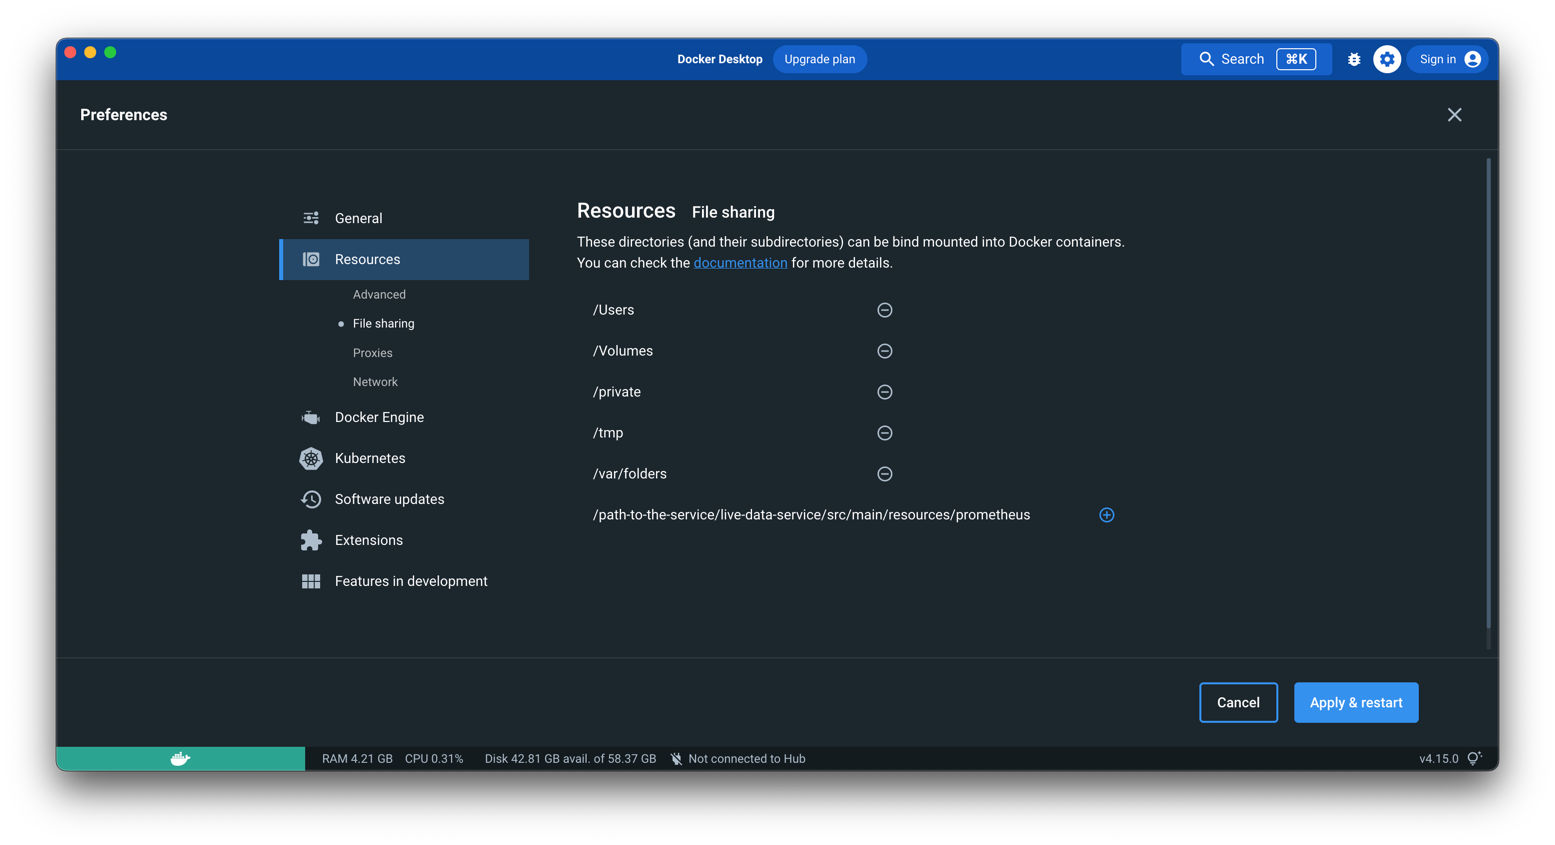 Docker Desktop
Upgrade plan
Search ⌘K
Sign in
Preferences
General
Resources
Advanced
File sharing
Proxies
Network
Docker Engine
Kubernetes
Software updates
Extensions
Features in development
Resources File sharing
These directories (and their subdirectories) can be bind mounted into Docker containers.
You can check the documentation for more details.
/Users
/Volumes
/private
/tmp
/var/folders
/path-to-the-service/live-data-service/src/main/resources/prometheus
Cancel
Apply & restart
RAM 4.21 GB CPU 0.31% Disk 42.81 GB avail. of 58.37 GB Not connected to Hub
v4.15.0